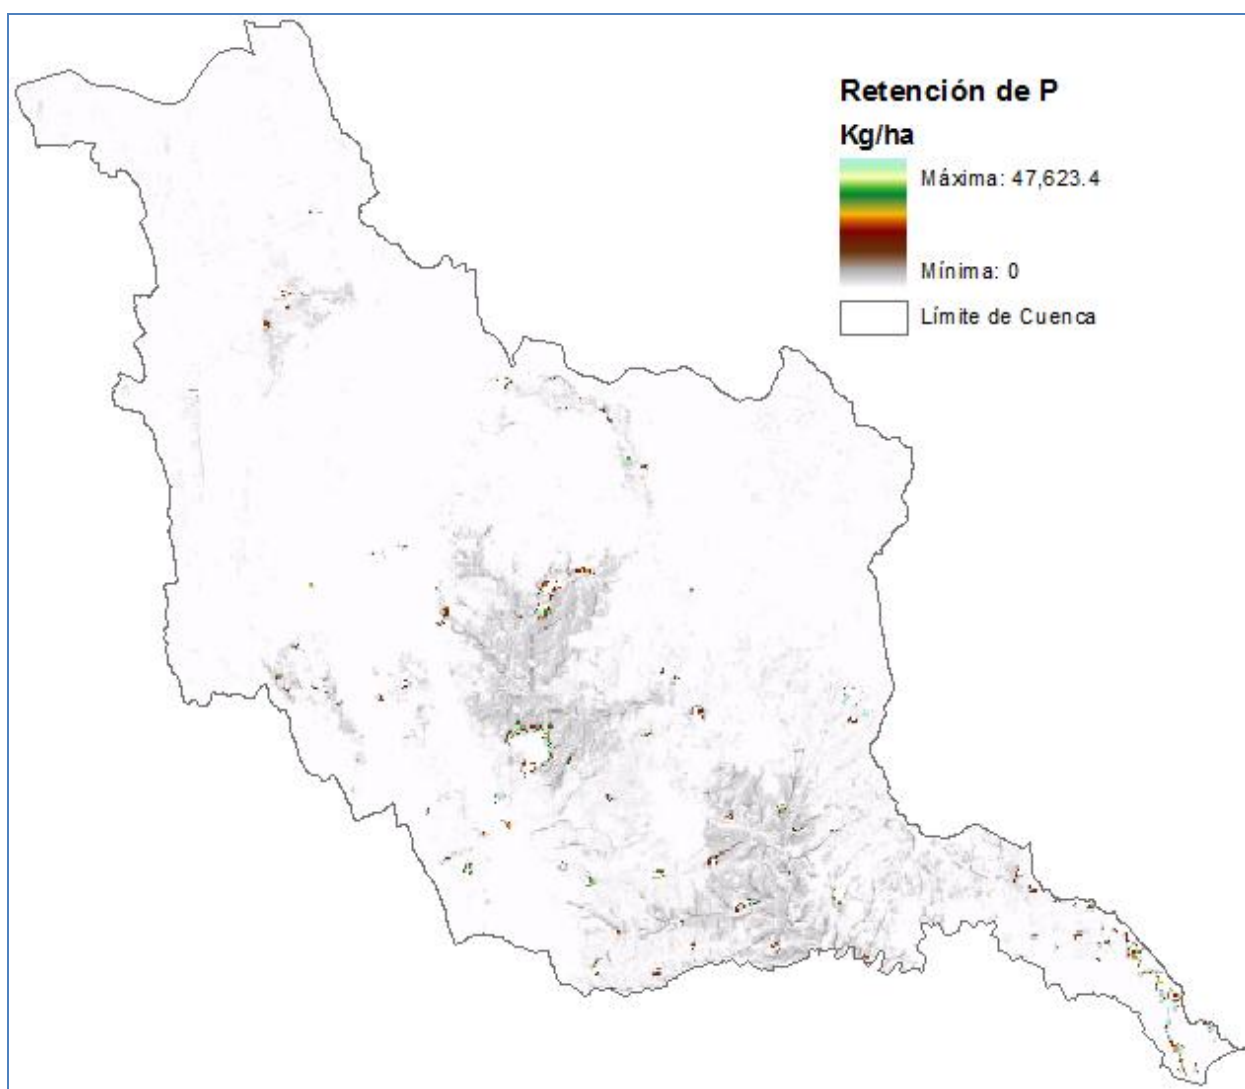 Retención de P
Kg/ha
Máxima: 47,623.4
Mínima: 0
Límite de Cuenca